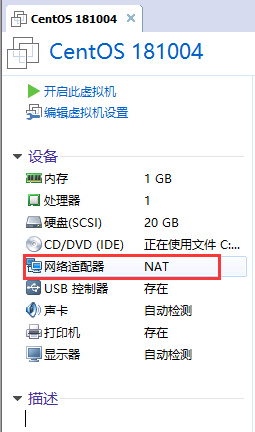 CentOS 181004
CentOS 181004
开启此虚拟机
编辑虚拟机设置
设备
内存 1 GB
处理器 1
硬盘(SCSI) 20 GB
CD/DVD (IDE) 正在使用文件 C:...
网络适配器 NAT
USB 控制器 存在
声卡 自动检测
打印机 存在
显示器 自动检测
描述